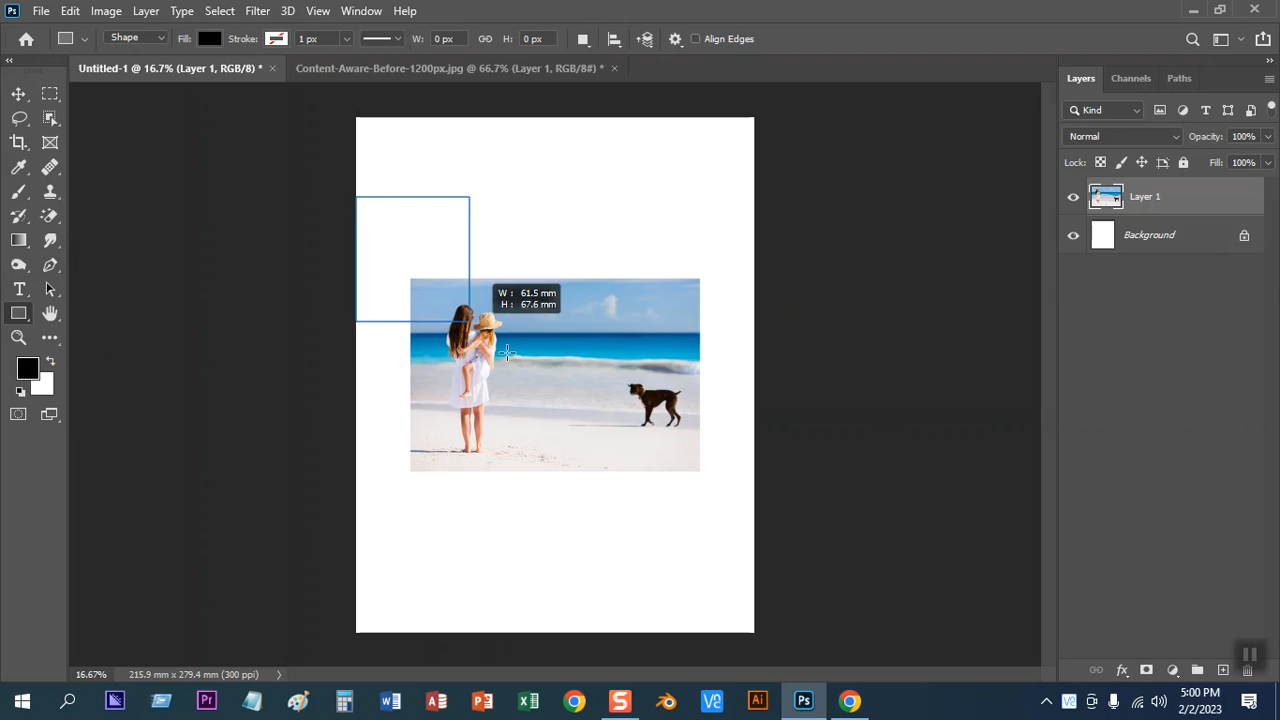 Ps File Edit Image Layer Type Select Filter 3D View Window Help
Shape Fill: Stroke: 1 px W: 0 px H: 0 px Align Edges
Untitled-1 @ 16.7% (Layer 1, RGB/8) * × Content-Aware-Before-1200px.jpg @ 66.7% (Layer 1, RGB/8#) * ×
Layers Channels Paths
Kind
Normal Opacity: 100%
Lock: Fill: 100%
Layer 1
Background
W : 61.5 mm
H : 67.6 mm
16.67% 215.9 mm x 279.4 mm (300 ppi)
5:00 PM
2/2/2023